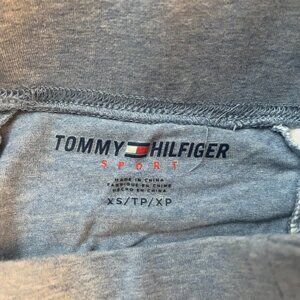 TOMMY HILFIGER
SPORT
MADE IN CHINA
FABRIQUÉ EN CHINE
HECHO EN CHINA
XS/TP/XP